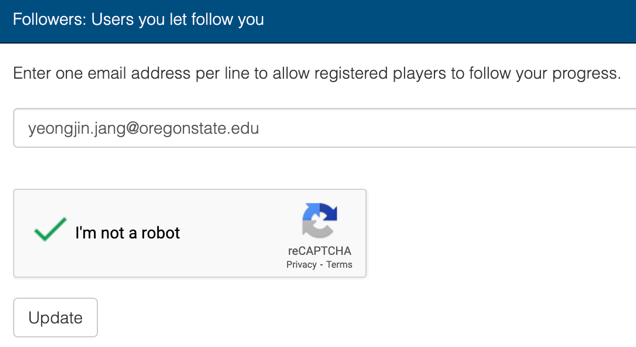 Followers: Users you let follow you
Enter one email address per line to allow registered players to follow your progress.
yeongjin.jang@oregonstate.edu
I'm not a robot
reCAPTCHA
Privacy - Terms
Update